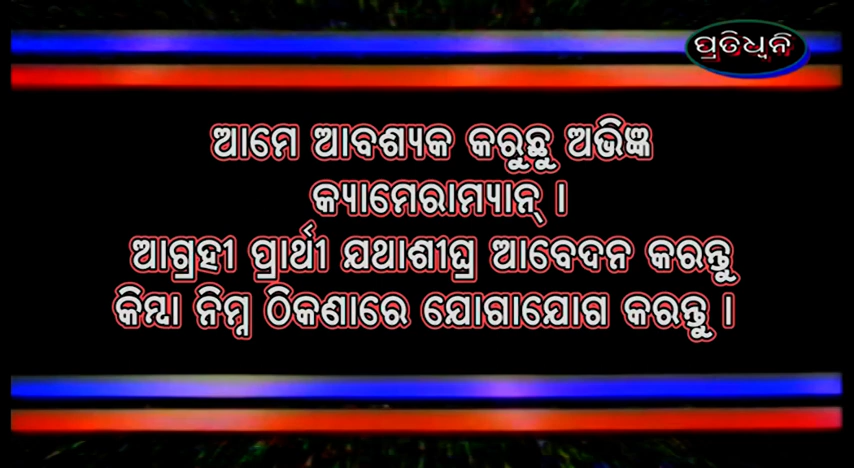 ପ୍ରତିଧ୍ୱନି
ଆମେ ଆବଶ୍ୟକ କରୁଛୁ ଅଭିଜ୍ଞ
କ୍ୟାମେରାମ୍ୟାନ୍ ।
ଆଗ୍ରହୀ ପ୍ରାର୍ଥୀ ଯଥାଶୀଘ୍ର ଆବେଦନ କରନ୍ତୁ
କିମ୍ବା ନିମ୍ନ ଠିକଣାରେ ଯୋଗାଯୋଗ କରନ୍ତୁ ।